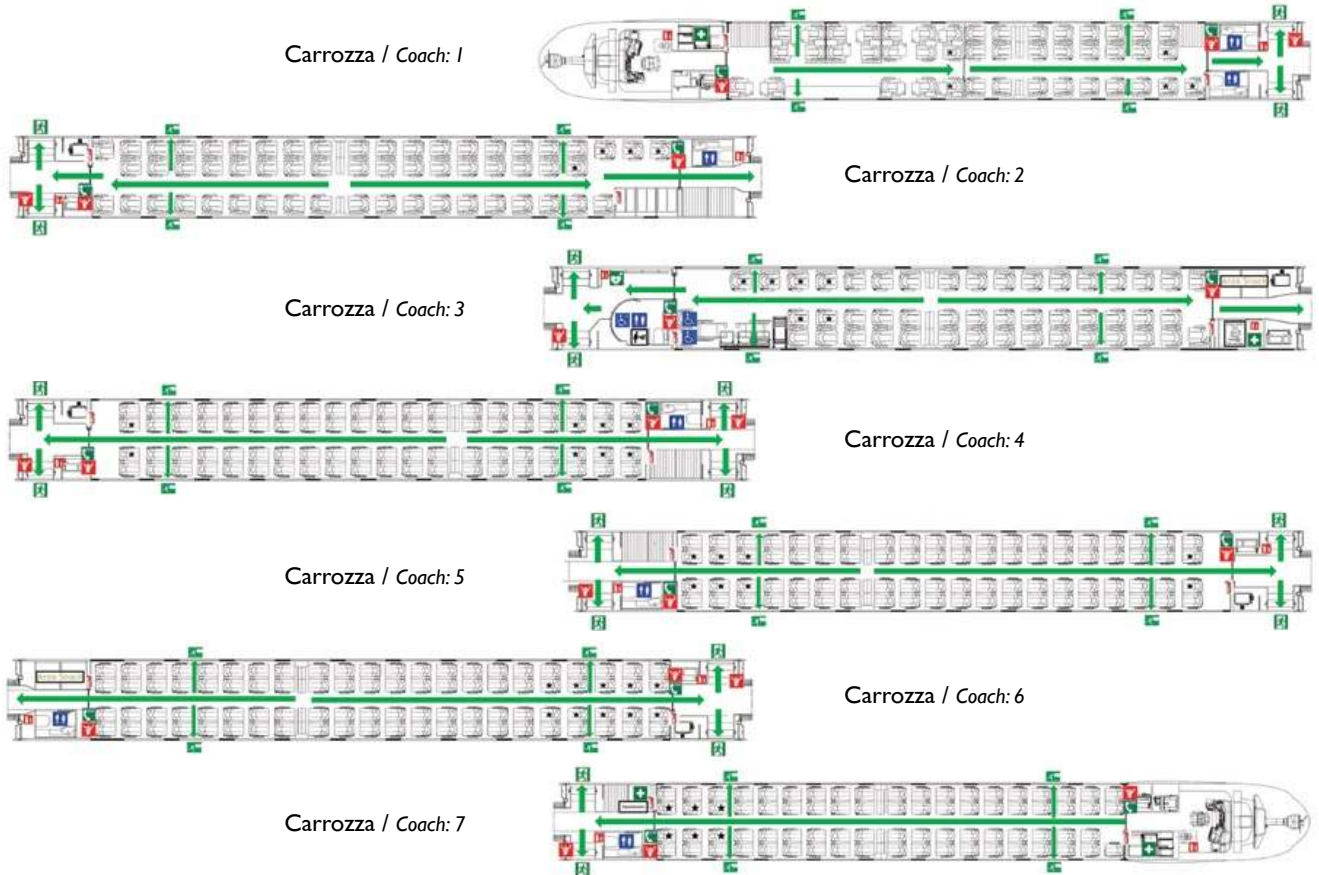 Carrozza / Coach: 1
Carrozza / Coach: 2
Carrozza / Coach: 3
Carrozza / Coach: 4
Carrozza / Coach: 5
Carrozza / Coach: 6
Carrozza / Coach: 7